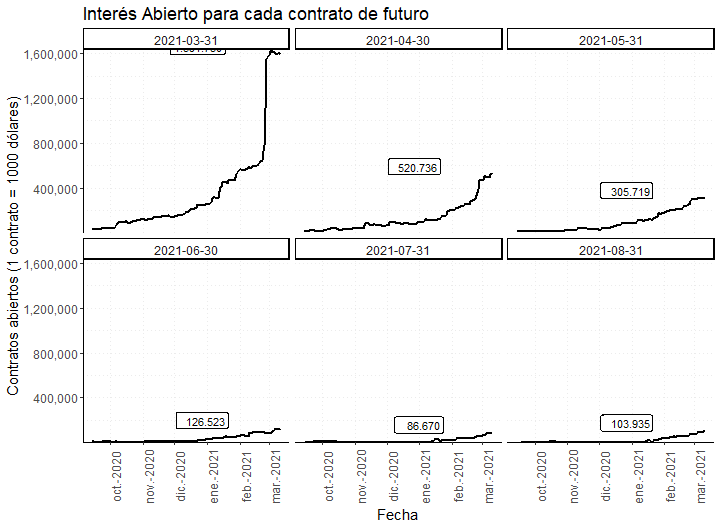 Interés Abierto para cada contrato de futuro
2021-03-31
2021-04-30
2021-05-31
1,600,000
1,200,000
800,000
400,000
520.736
305.719
2021-06-30
2021-07-31
2021-08-31
1,600,000
1,200,000
800,000
400,000
126.523
86.670
103.935
oct.-2020
nov.-2020
dic.-2020
ene.-2021
feb.-2021
mar.-2021
oct.-2020
nov.-2020
dic.-2020
ene.-2021
feb.-2021
mar.-2021
oct.-2020
nov.-2020
dic.-2020
ene.-2021
feb.-2021
mar.-2021
Fecha
Contratos abiertos (1 contrato = 1000 dólares)